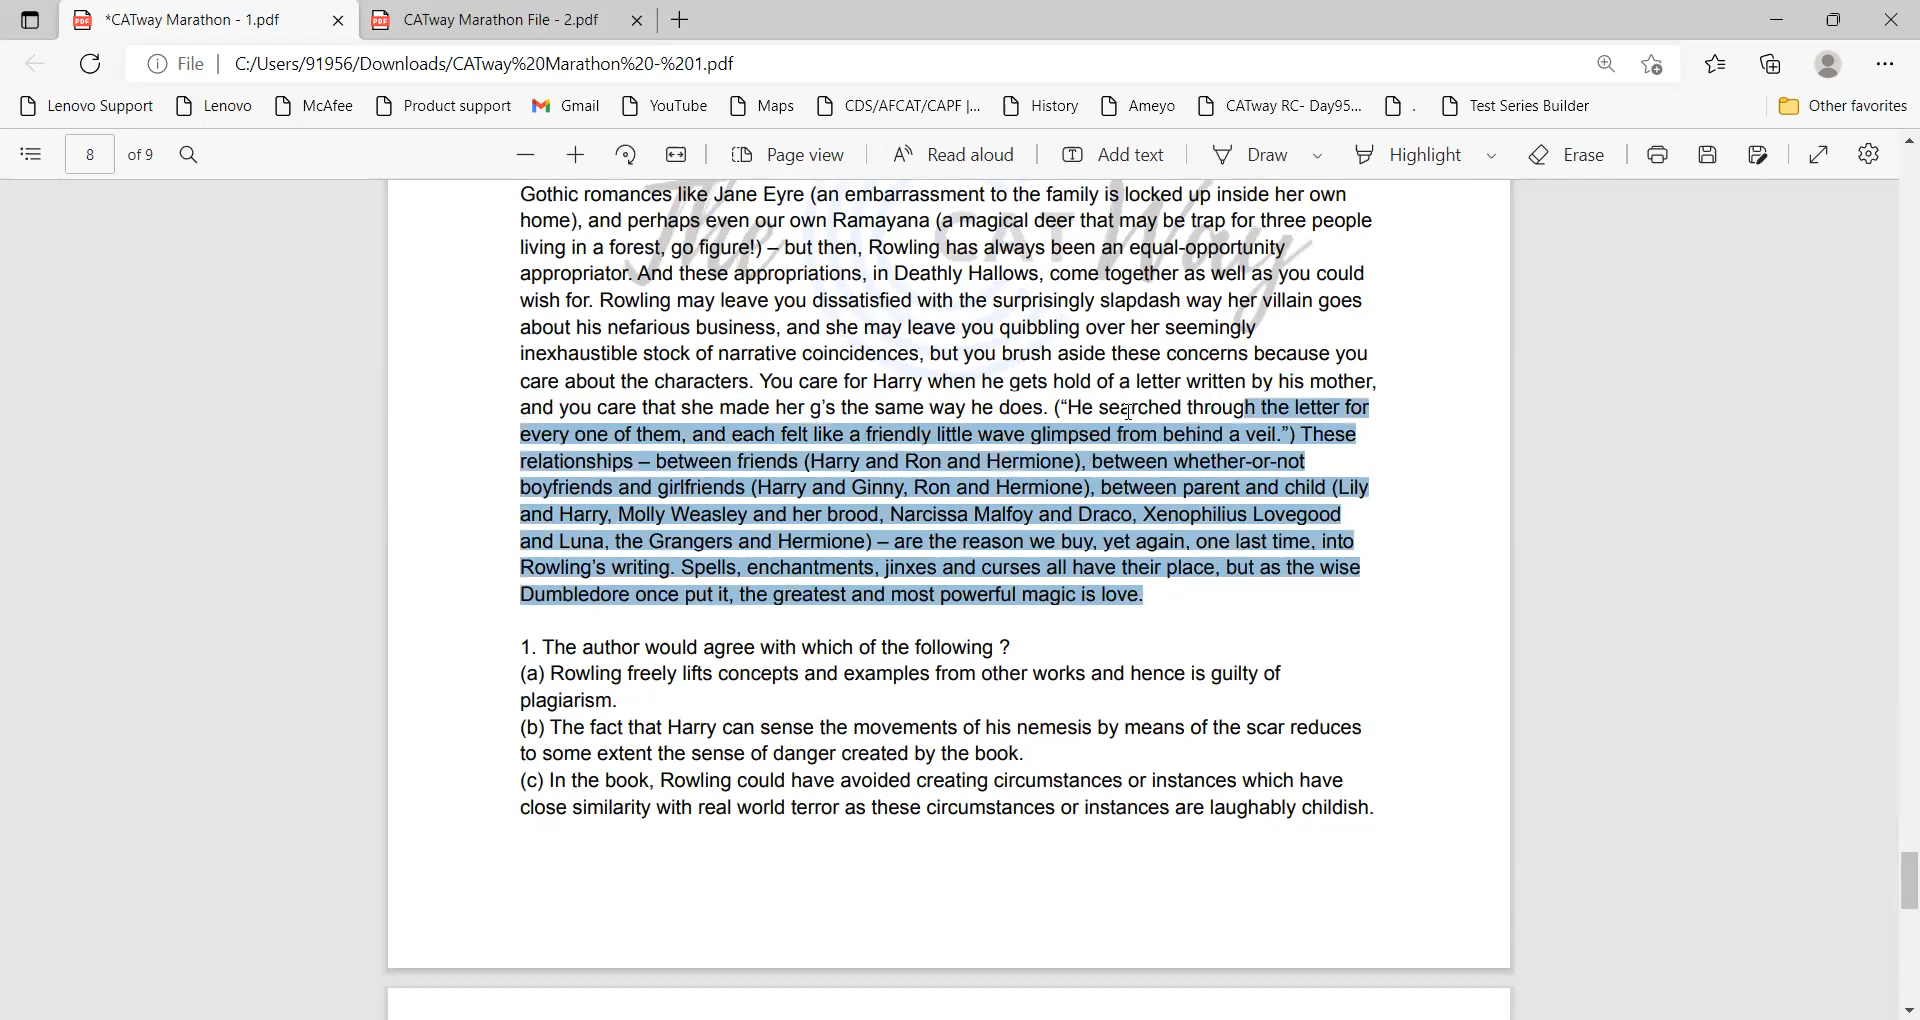 *CATway Marathon - 1.pdf
CATway Marathon File - 2.pdf
File
C:/Users/91956/Downloads/CATway%20Marathon%20-%201.pdf
Lenovo Support
Lenovo
McAfee
Product support
Gmail
YouTube
Maps
CDS/AFCAT/CAPF |...
History
Ameyo
CATway RC- Day95...
.
Test Series Builder
Other favorites
8 of 9
Page view
Read aloud
Add text
Draw
Highlight
Erase
The CAT Way
Gothic romances like Jane Eyre (an embarrassment to the family is locked up inside her own
home), and perhaps even our own Ramayana (a magical deer that may be trap for three people
living in a forest, go figure!) – but then, Rowling has always been an equal-opportunity
appropriator. And these appropriations, in Deathly Hallows, come together as well as you could
wish for. Rowling may leave you dissatisfied with the surprisingly slapdash way her villain goes
about his nefarious business, and she may leave you quibbling over her seemingly
inexhaustible stock of narrative coincidences, but you brush aside these concerns because you
care about the characters. You care for Harry when he gets hold of a letter written by his mother,
and you care that she made her g’s the same way he does. (“He searched through the letter for
every one of them, and each felt like a friendly little wave glimpsed from behind a veil.”) These
relationships – between friends (Harry and Ron and Hermione), between whether-or-not
boyfriends and girlfriends (Harry and Ginny, Ron and Hermione), between parent and child (Lily
and Harry, Molly Weasley and her brood, Narcissa Malfoy and Draco, Xenophilius Lovegood
and Luna, the Grangers and Hermione) – are the reason we buy, yet again, one last time, into
Rowling’s writing. Spells, enchantments, jinxes and curses all have their place, but as the wise
Dumbledore once put it, the greatest and most powerful magic is love.
1. The author would agree with which of the following ?
(a) Rowling freely lifts concepts and examples from other works and hence is guilty of
plagiarism.
(b) The fact that Harry can sense the movements of his nemesis by means of the scar reduces
to some extent the sense of danger created by the book.
(c) In the book, Rowling could have avoided creating circumstances or instances which have
close similarity with real world terror as these circumstances or instances are laughably childish.